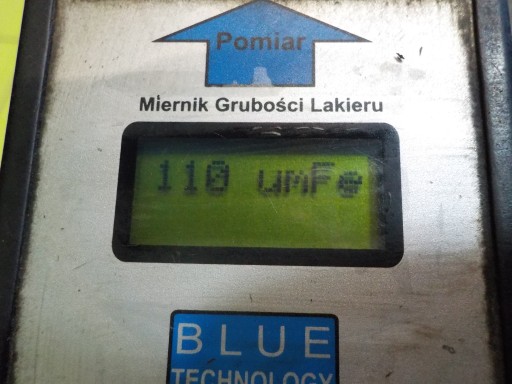 Pomiar
Miernik Grubości Lakieru
110 umFe
BLUE
TECHNOLOGY